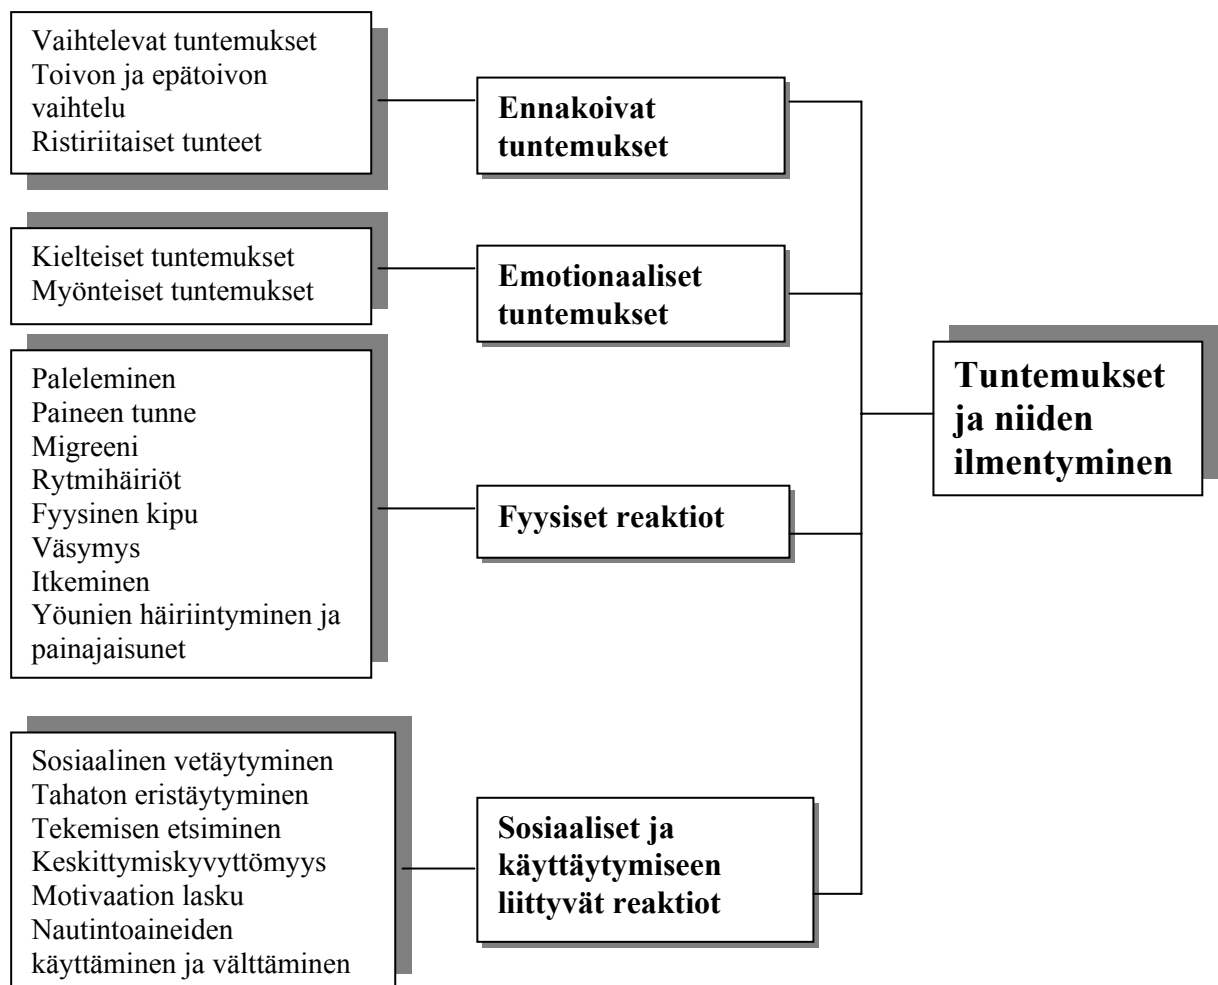 Vaihtelevat tuntemukset
Toivon ja epätoivon
vaihtelu
Ristiriitaiset tunteet
Ennakoivat
tuntemukset
Kielteiset tuntemukset
Myönteiset tuntemukset
Emotionaaliset
tuntemukset
Paleleminen
Paineen tunne
Migreeni
Rytmihäiriöt
Fyysinen kipu
Väsymys
Itkeminen
Yöunien häiriintyminen ja
painajaisunet
Fyysiset reaktiot
Sosiaalinen vetäytyminen
Tahaton eristäytyminen
Tekemisen etsiminen
Keskittymiskyvyttömyys
Motivaation lasku
Nautintoaineiden
käyttäminen ja välttäminen
Sosiaaliset ja
käyttäytymiseen
liittyvät reaktiot
Tuntemukset
ja niiden
ilmentyminen